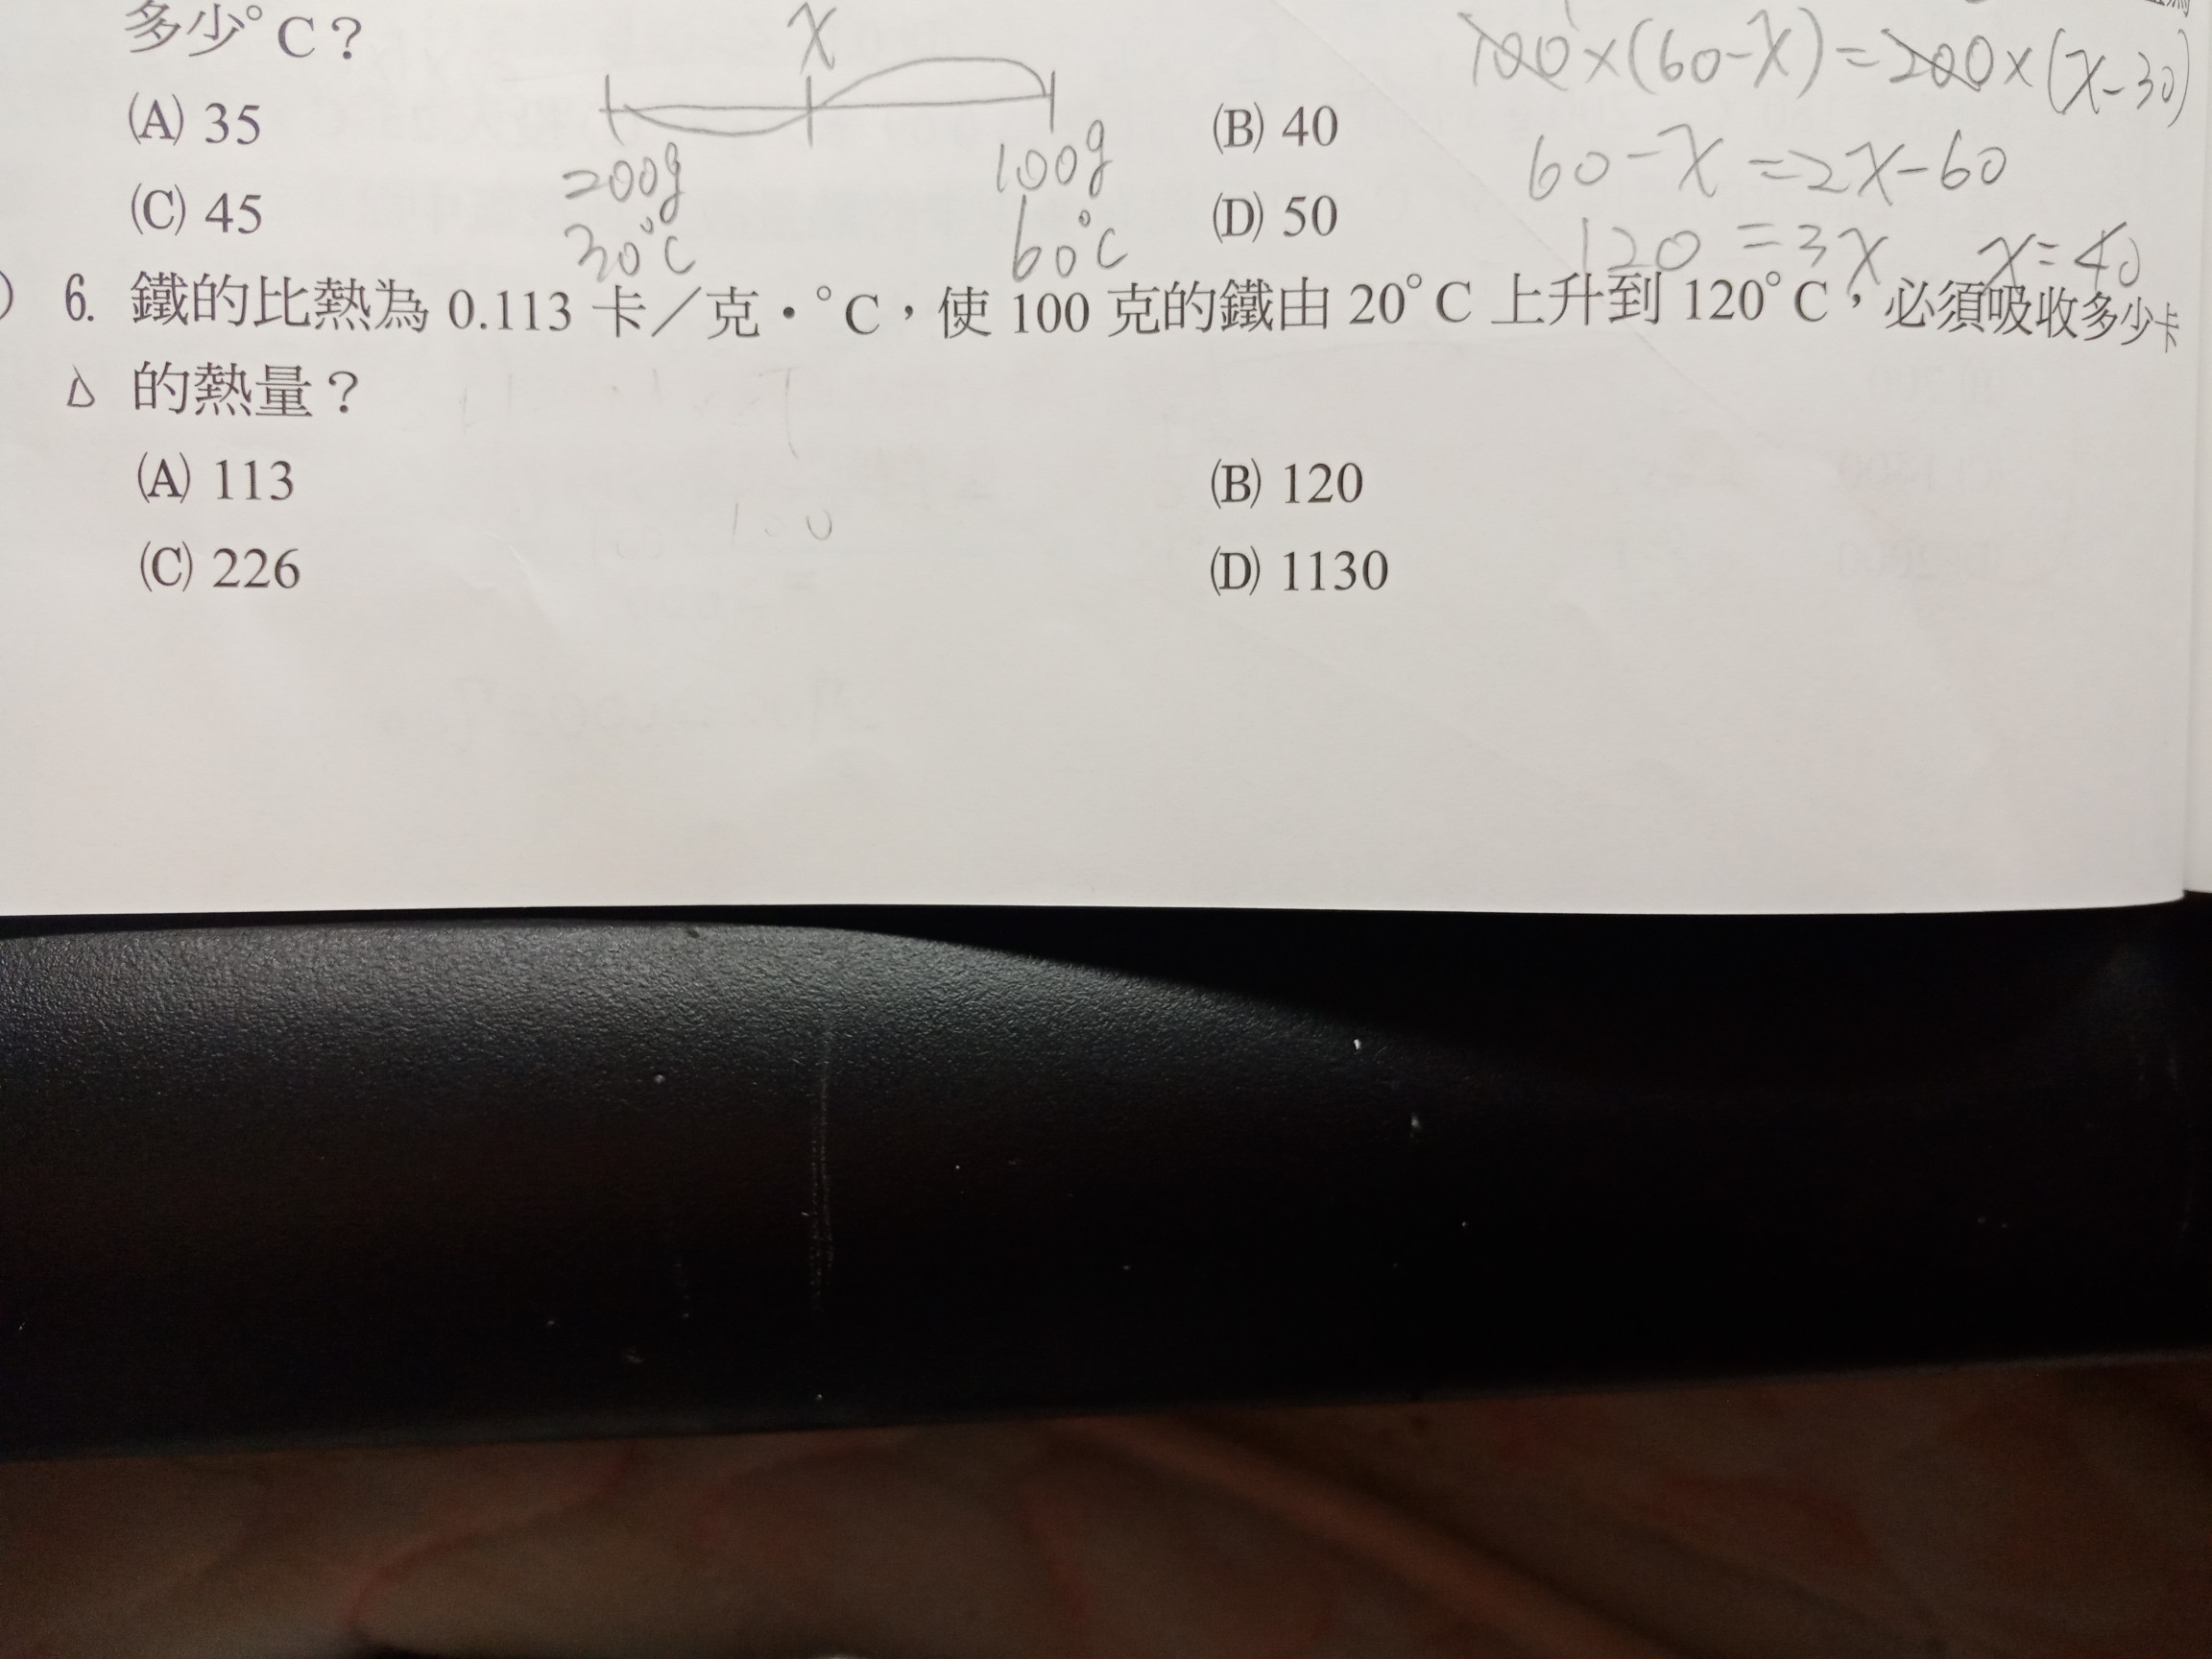 多少°C？
x
100×(60-x)=200×(x-30)
(A) 35
(B) 40
200g
100g
60-x=2x-60
(C) 45
(D) 50
30°C
60°C
120=3x x=40
6. 鐵的比熱為 0.113 卡／克·°C，使 100 克的鐵由 20°C 上升到 120°C，必須吸收多少卡
的熱量？
(A) 113
(B) 120
(C) 226
(D) 1130